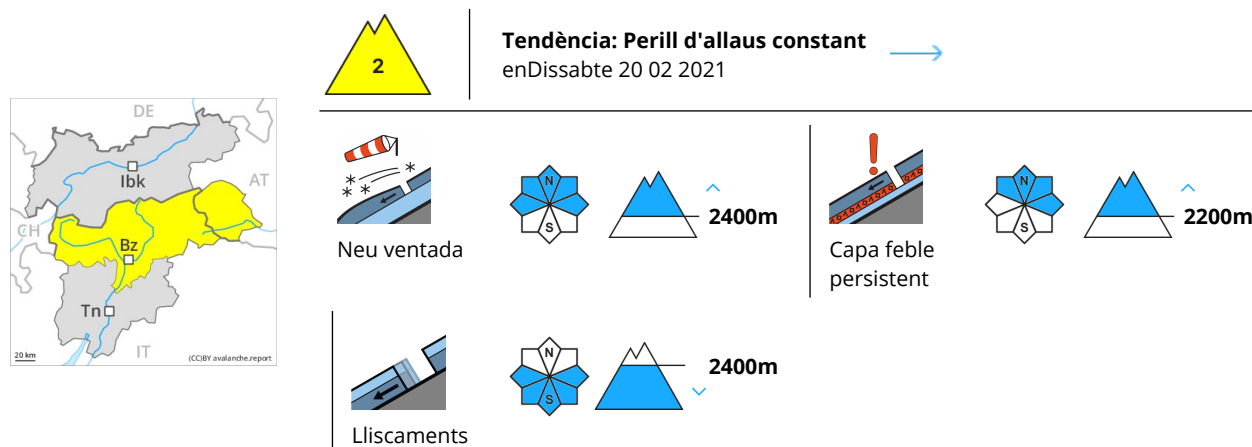 2
Tendència: Perill d'allaus constant
enDissabte 20 02 2021
DE
Ibk
AT
CH
Bz
Tn
IT
20 km
(CC)BY avalanche.report
N
S
2400m
Neu ventada
N
S
2200m
Capa feble
persistent
N
S
2400m
Lliscaments